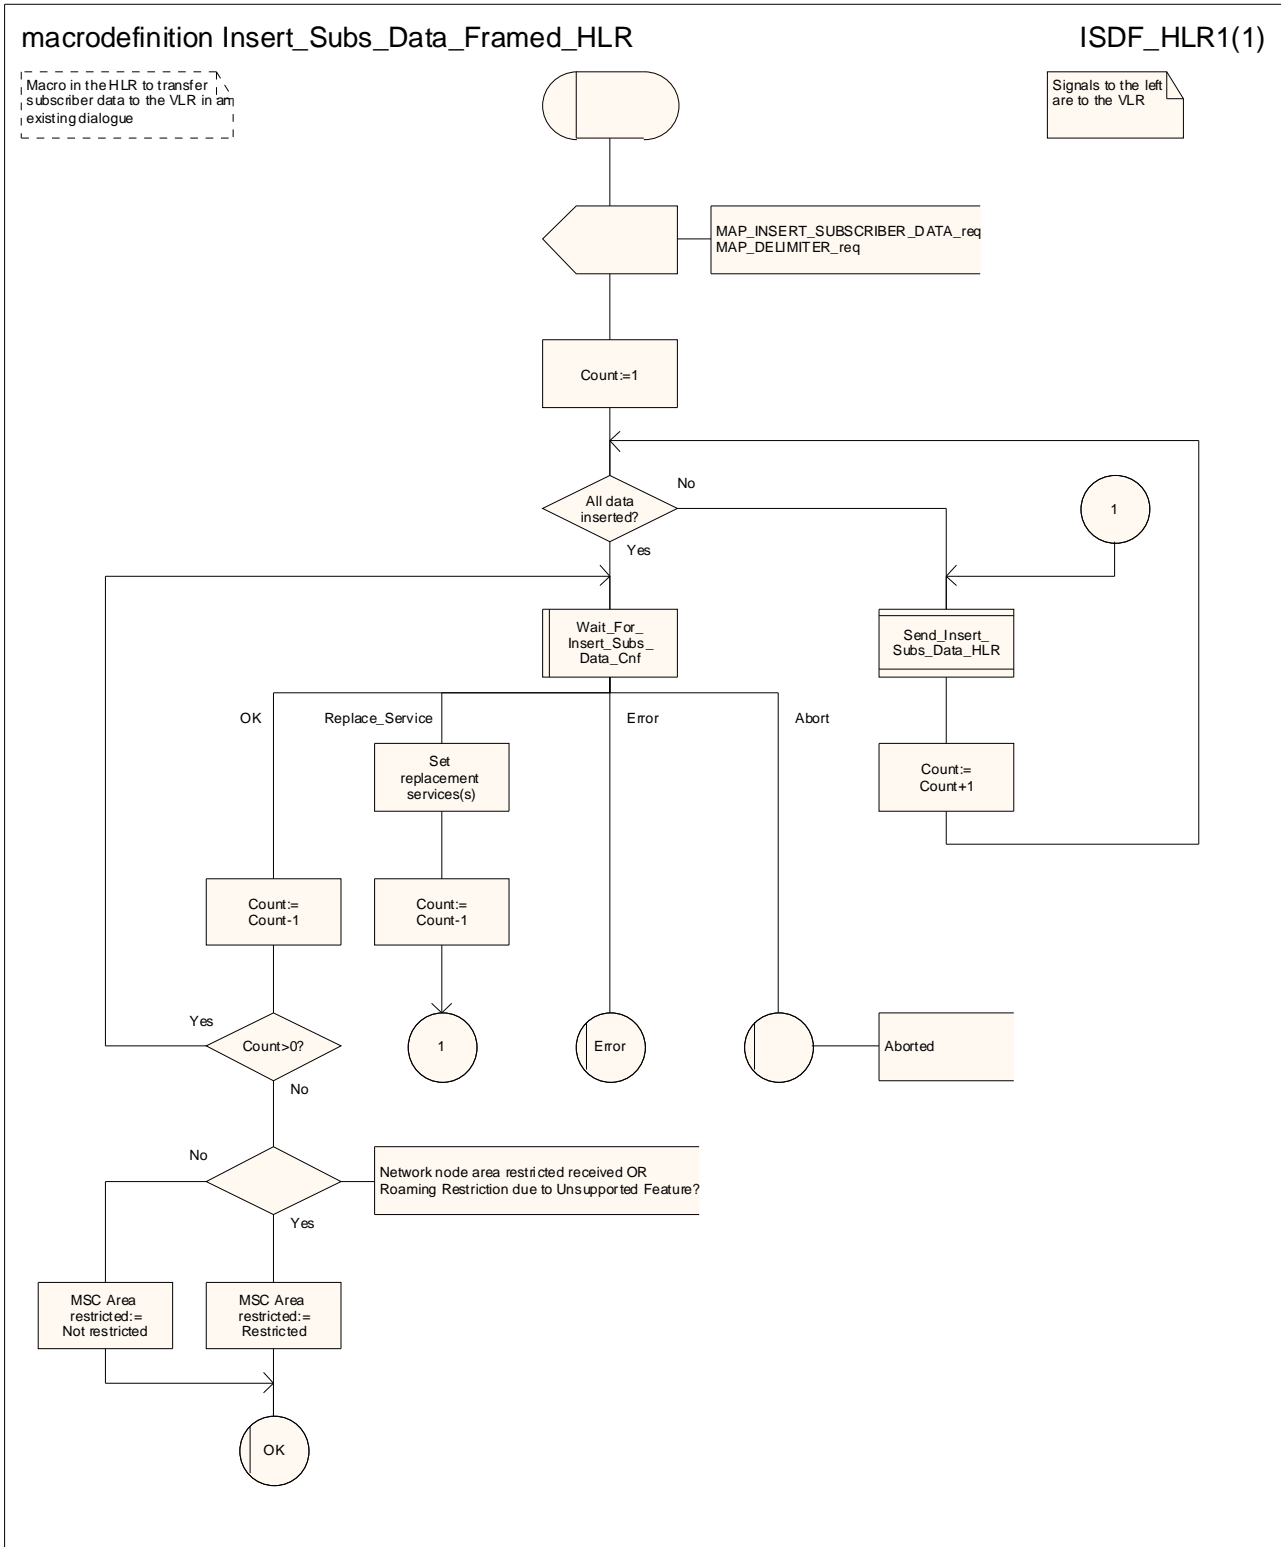 macrodefinition Insert_Subs_Data_Framed_HLR
ISDF_HLR1(1)
Macro in the HLR to transfer
subscriber data to the VLR in an
existing dialogue
Signals to the left
are to the VLR
MAP_INSERT_SUBSCRIBER_DATA_req
MAP_DELIMITER_req
Count:=1
All data
inserted?
No
1
Yes
Wait_For_
Insert_Subs_
Data_Cnf
Send_Insert_
Subs_Data_HLR
OK
Replace_Service
Error
Abort
Set
replacement
services(s)
Count:=
Count+1
Count:=
Count-1
Count:=
Count-1
Yes
Count>0?
1
Error
Aborted
No
No
Network node area restricted received OR
Roaming Restriction due to Unsupported Feature?
Yes
MSC Area
restricted:=
Not restricted
MSC Area
restricted:=
Restricted
OK